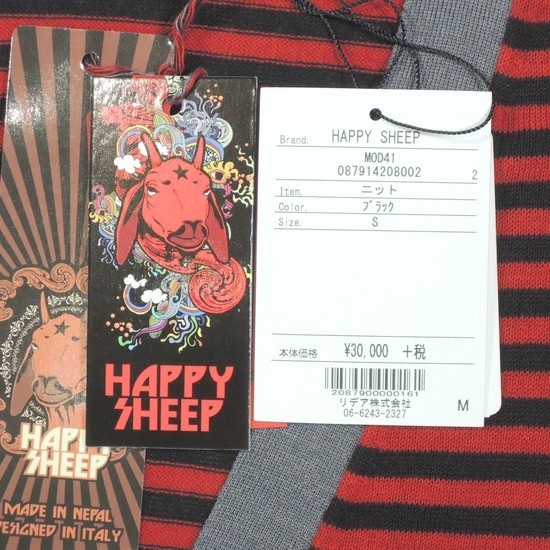 HAPPY
SHEEP
MADE IN NEPAL
DESIGNED IN ITALY
HAPPY
SHEEP
Brand. HAPPY SHEEP
MOD41
087914208002 2
Item. ニット
Color. ブラック
Size. S
本体価格 ¥30,000 +税
2087900000161
リデア株式会社
06-6243-2327
M